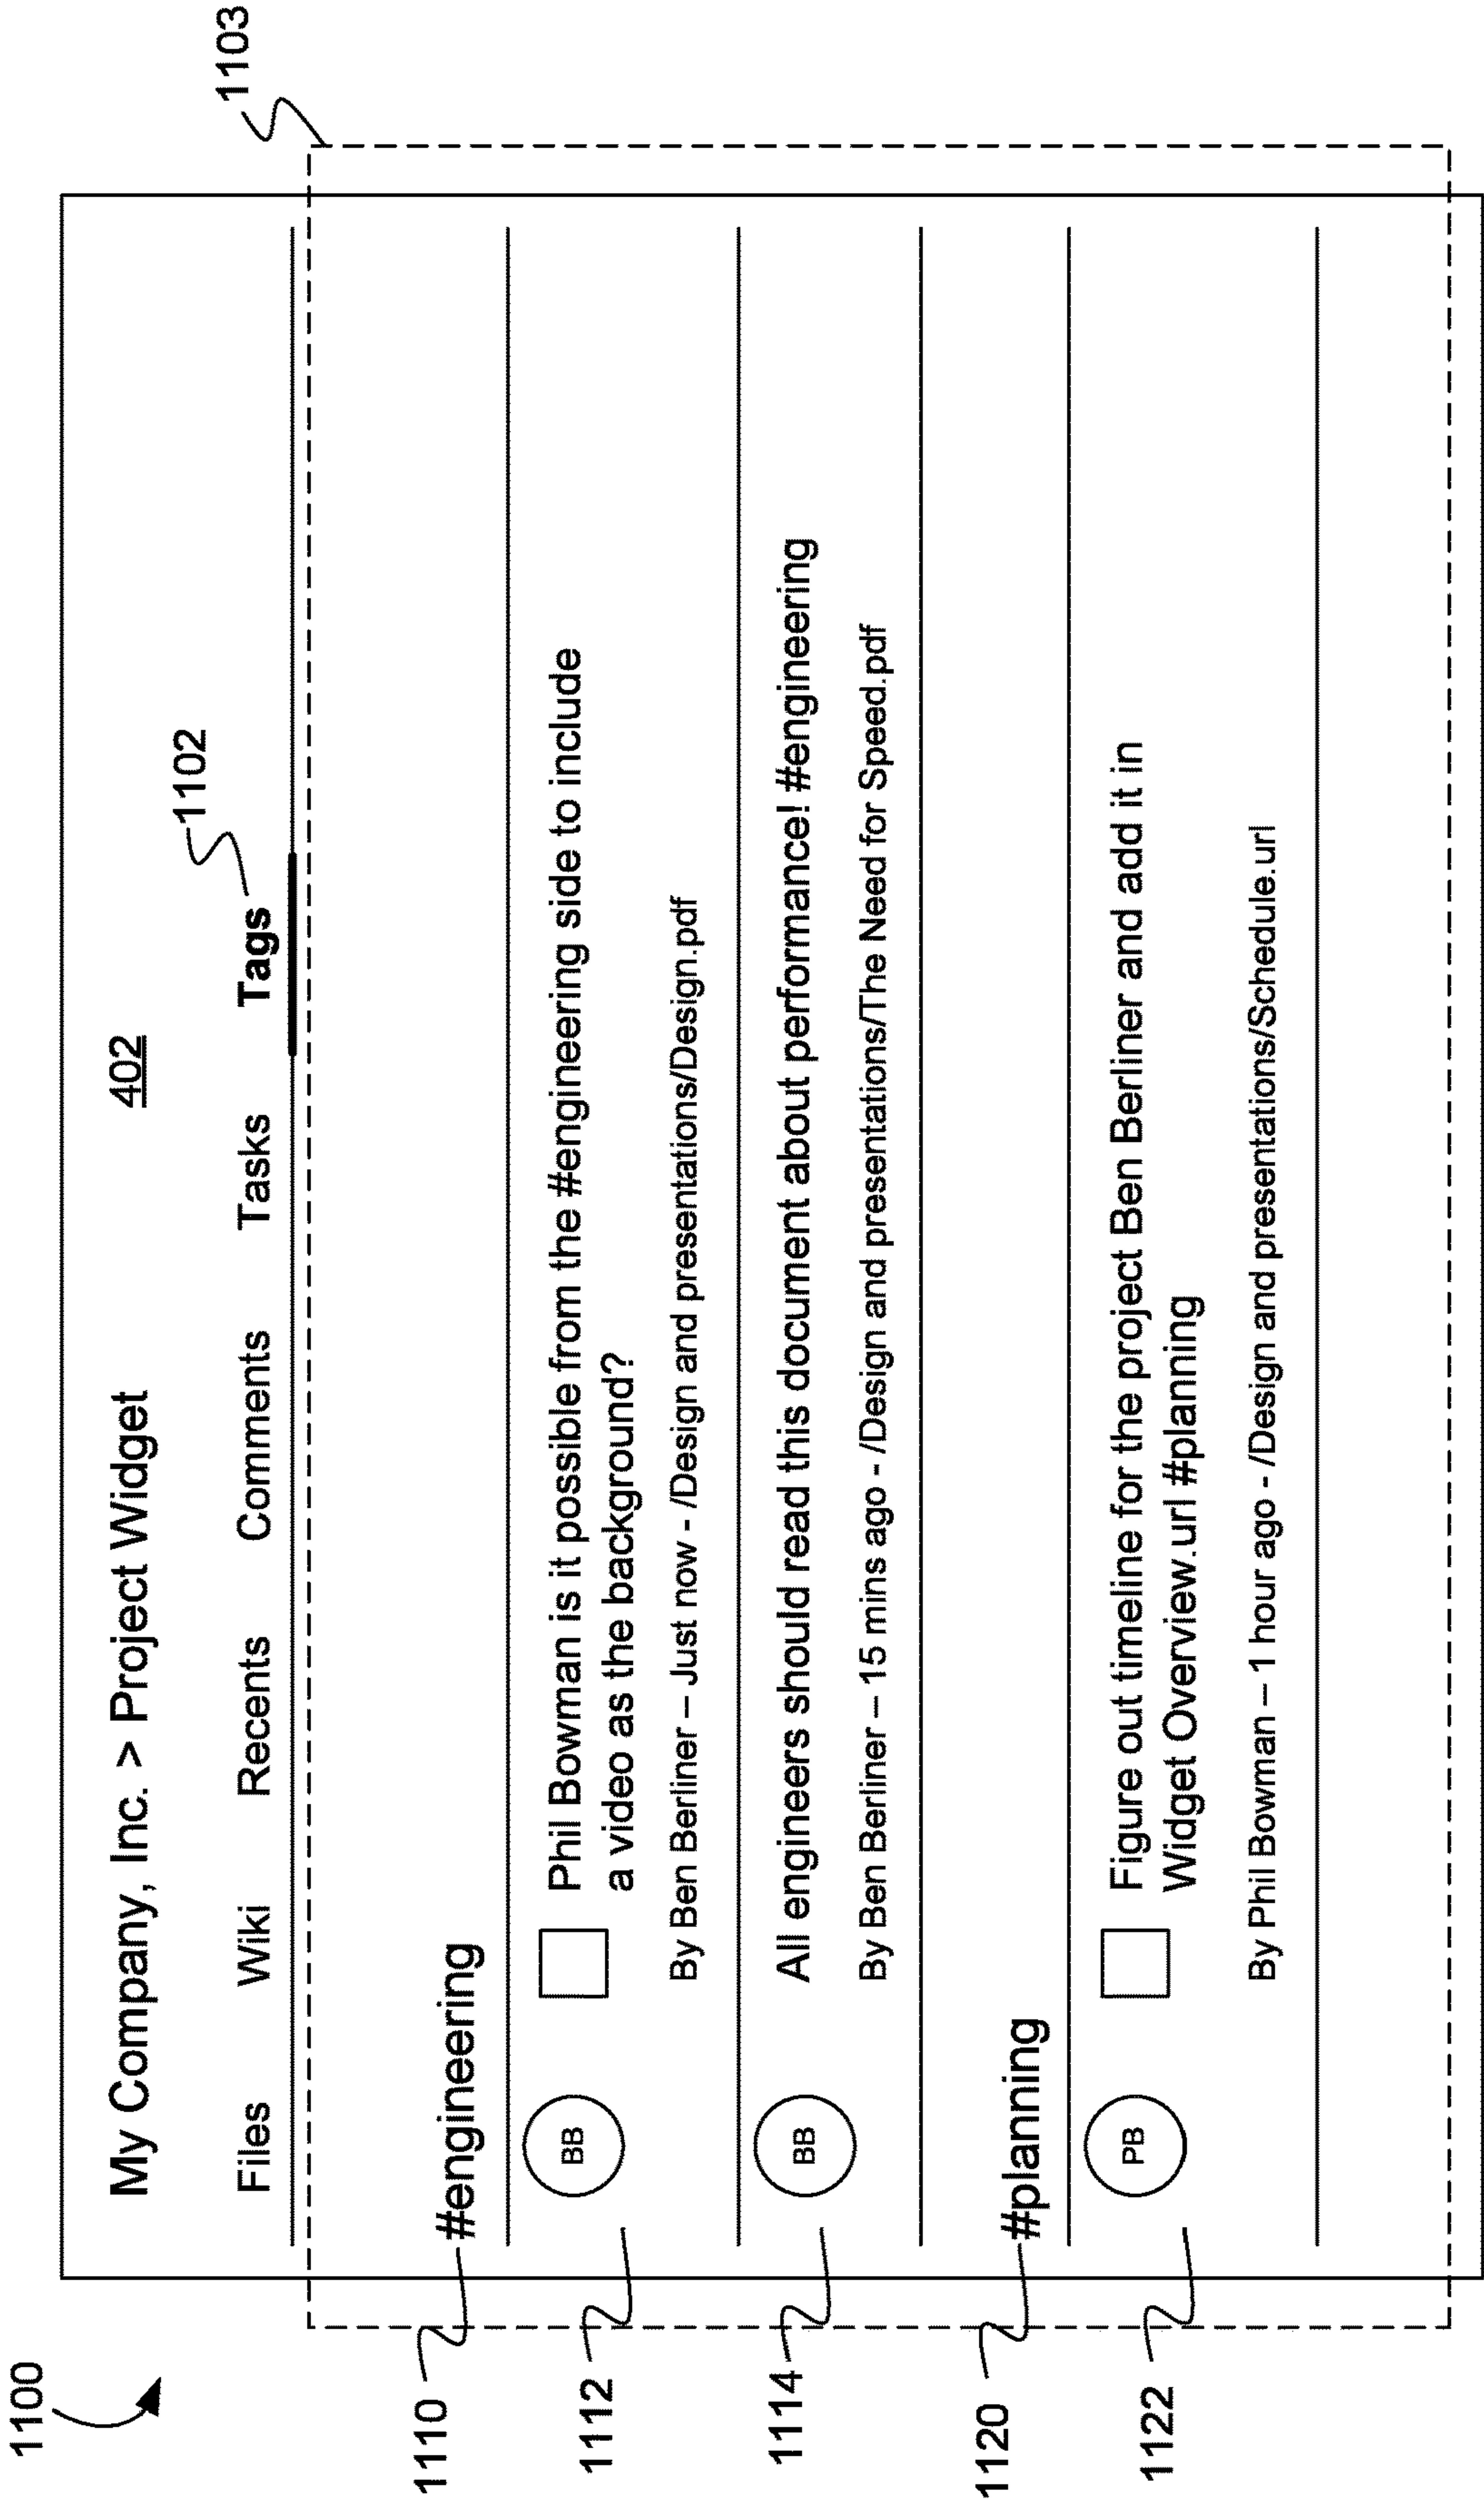 1100
My Company, Inc. > Project Widget
402
1102
1103
Files Wiki Recents Comments Tasks Tags
1110
#engineering
1112
BB
Phil Bowman is it possible from the #engineering side to include
a video as the background?
By Ben Berliner – Just now - /Design and presentations/Design.pdf
1114
BB
All engineers should read this document about performance! #engineering
By Ben Berliner – 15 mins ago - /Design and presentations/The Need for Speed.pdf
1120
#planning
1122
PB
Figure out timeline for the project Ben Berliner and add it in
Widget Overview.url #planning
By Phil Bowman – 1 hour ago - /Design and presentations/Schedule.url